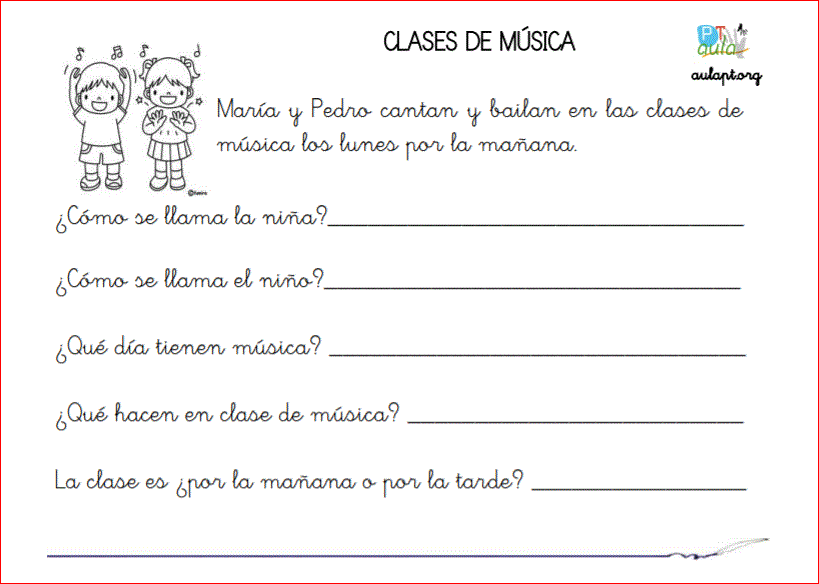 CLASES DE MÚSICA
PT
aula
aulapt.org
María y Pedro cantan y bailan en las clases de
música los lunes por la mañana.
¿Cómo se llama la niña?
¿Cómo se llama el niño?
¿Qué día tienen música?
¿Qué hacen en clase de música?
La clase es ¿por la mañana o por la tarde?